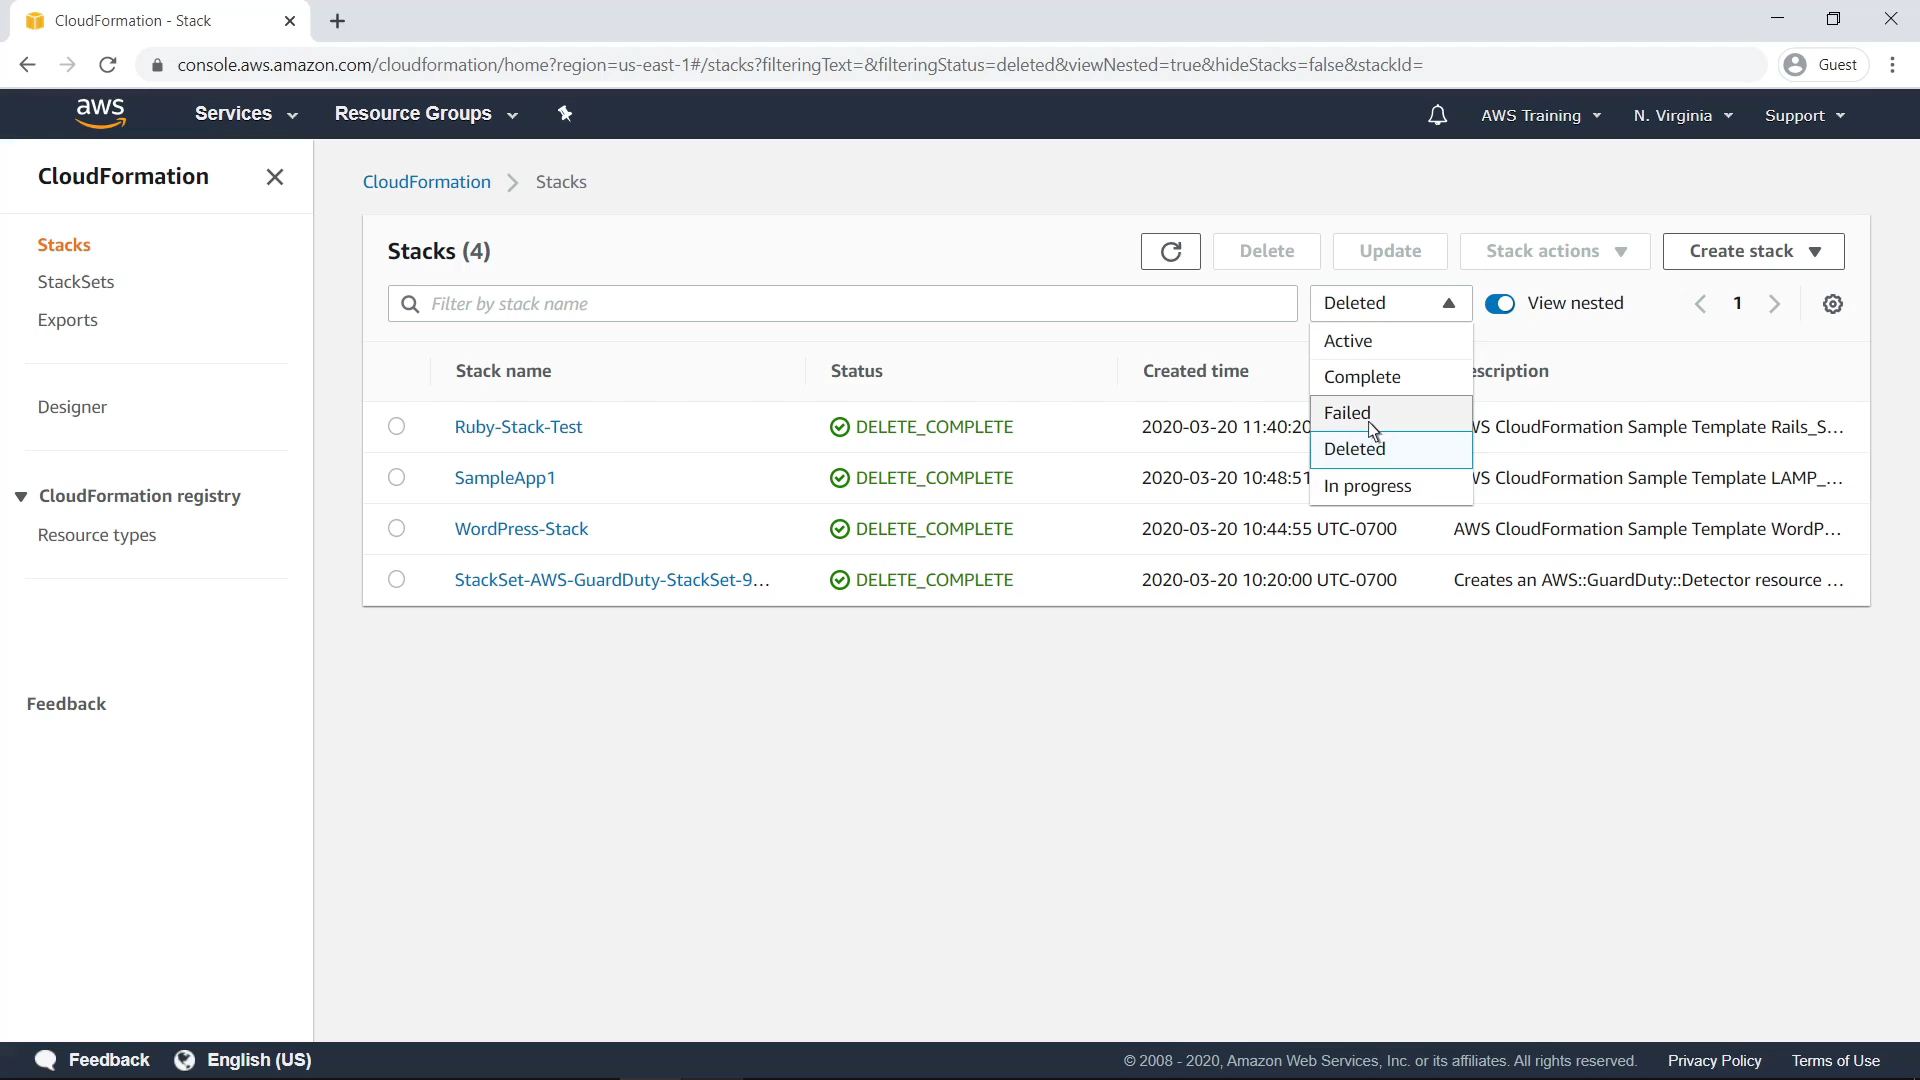 CloudFormation - Stack
console.aws.amazon.com/cloudformation/home?region=us-east-1#/stacks?filteringText=&filteringStatus=deleted&viewNested=true&hideStacks=false&stackId=
Guest
aws
Services
Resource Groups
AWS Training
N. Virginia
Support
CloudFormation
Stacks
StackSets
Exports
Designer
CloudFormation registry
Resource types
Feedback
CloudFormation
Stacks
Stacks (4)
Delete
Update
Stack actions
Create stack
Filter by stack name
Deleted
View nested
1
Active
Complete
Failed
Deleted
In progress
Stack name
Status
Created time
escription
Ruby-Stack-Test
DELETE_COMPLETE
2020-03-20 11:40:20
WS CloudFormation Sample Template Rails_S...
SampleApp1
DELETE_COMPLETE
2020-03-20 10:48:51
WS CloudFormation Sample Template LAMP_...
WordPress-Stack
DELETE_COMPLETE
2020-03-20 10:44:55 UTC-0700
AWS CloudFormation Sample Template WordP...
StackSet-AWS-GuardDuty-StackSet-9...
DELETE_COMPLETE
2020-03-20 10:20:00 UTC-0700
Creates an AWS::GuardDuty::Detector resource ...
Feedback
English (US)
© 2008 - 2020, Amazon Web Services, Inc. or its affiliates. All rights reserved.
Privacy Policy
Terms of Use